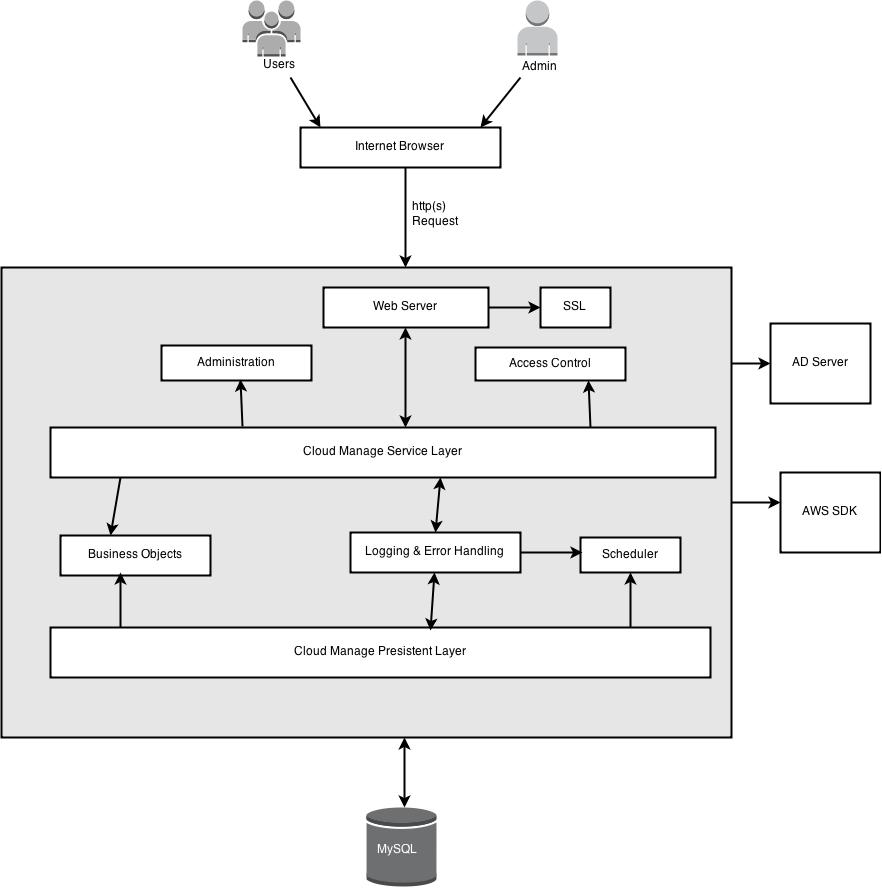 Users
Admin
Internet Browser
http(s)
Request
Web Server
SSL
Administration
Access Control
AD Server
Cloud Manage Service Layer
AWS SDK
Business Objects
Logging & Error Handling
Scheduler
Cloud Manage Presistent Layer
MySQL